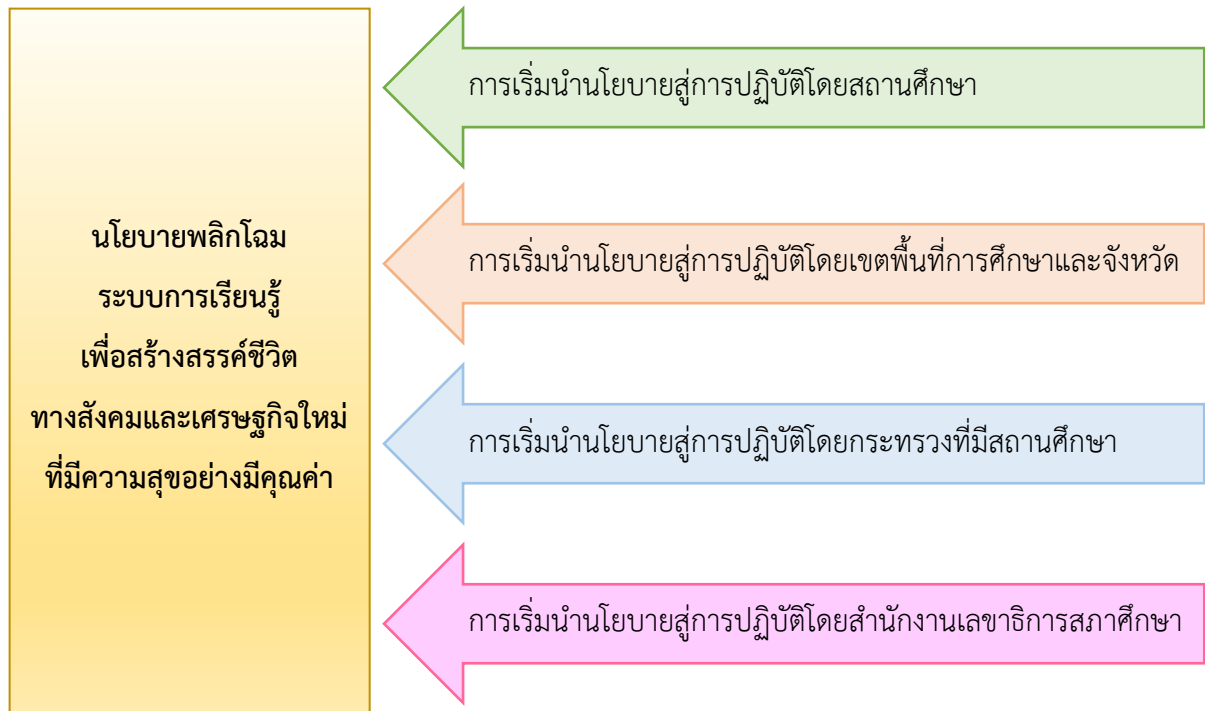 นโยบายพลิกโฉม
ระบบการเรียนรู้
เพื่อสร้างสรรค์ชีวิต
ทางสังคมและเศรษฐกิจใหม่
ที่มีความสุขอย่างมีคุณค่า
การเริ่มนำนโยบายสู่การปฏิบัติโดยสถานศึกษา
การเริ่มนำนโยบายสู่การปฏิบัติโดยเขตพื้นที่การศึกษาและจังหวัด
การเริ่มนำนโยบายสู่การปฏิบัติโดยกระทรวงที่มีสถานศึกษา
การเริ่มนำนโยบายสู่การปฏิบัติโดยสำนักงานเลขาธิการสภาศึกษา